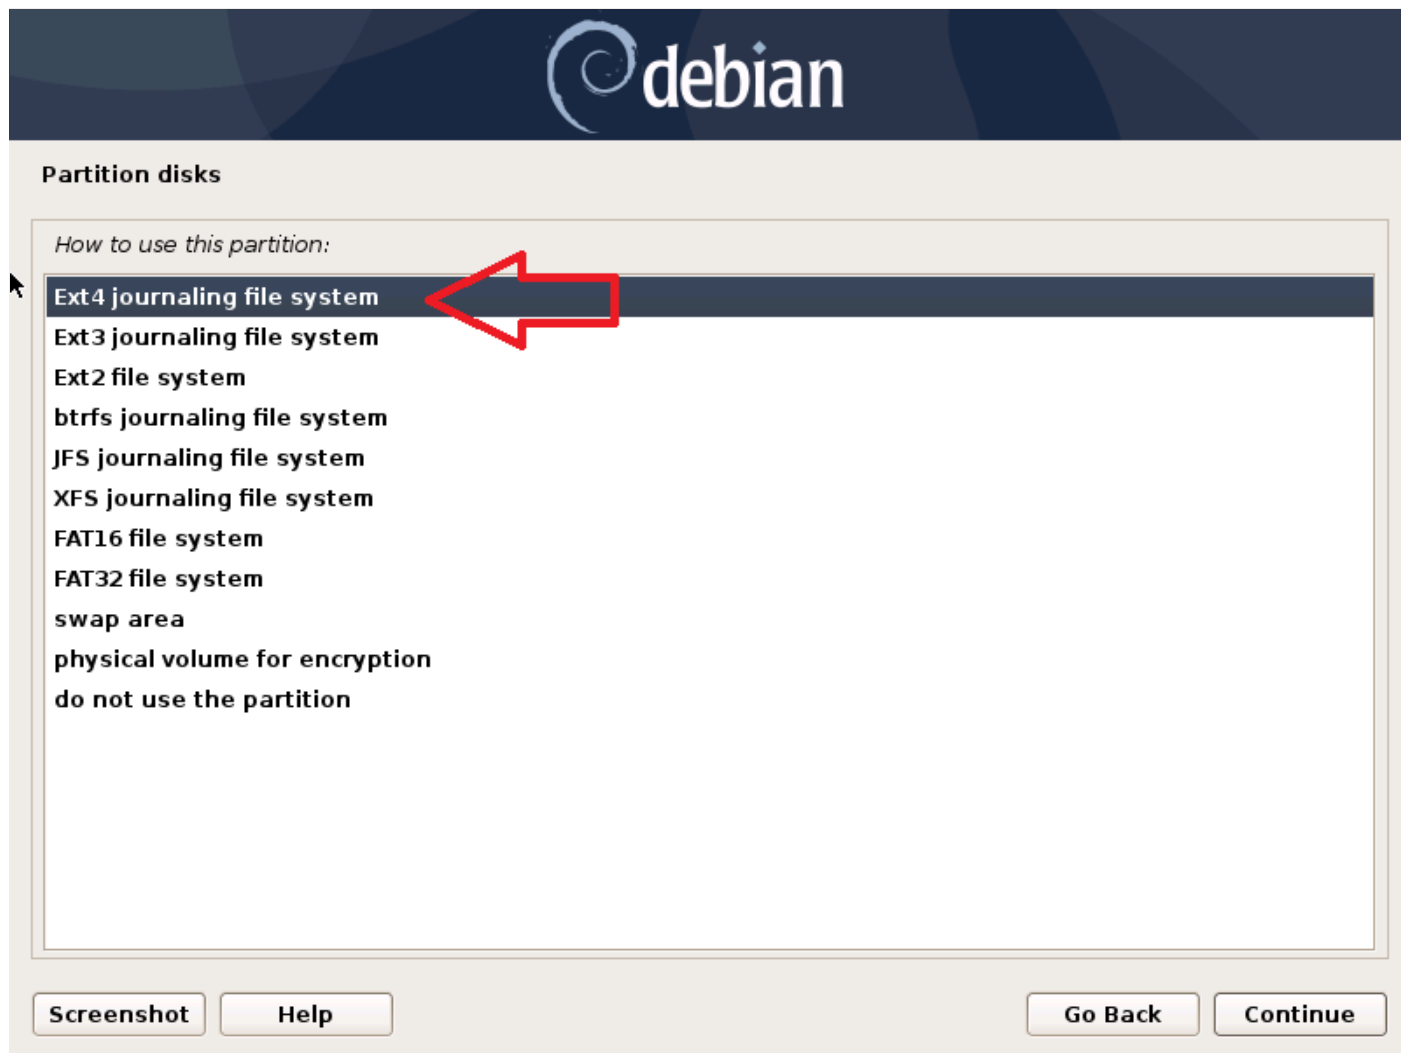 debian
Partition disks
How to use this partition:
Ext4 journaling file system
Ext3 journaling file system
Ext2 file system
btrfs journaling file system
JFS journaling file system
XFS journaling file system
FAT16 file system
FAT32 file system
swap area
physical volume for encryption
do not use the partition
Screenshot Help Go Back Continue